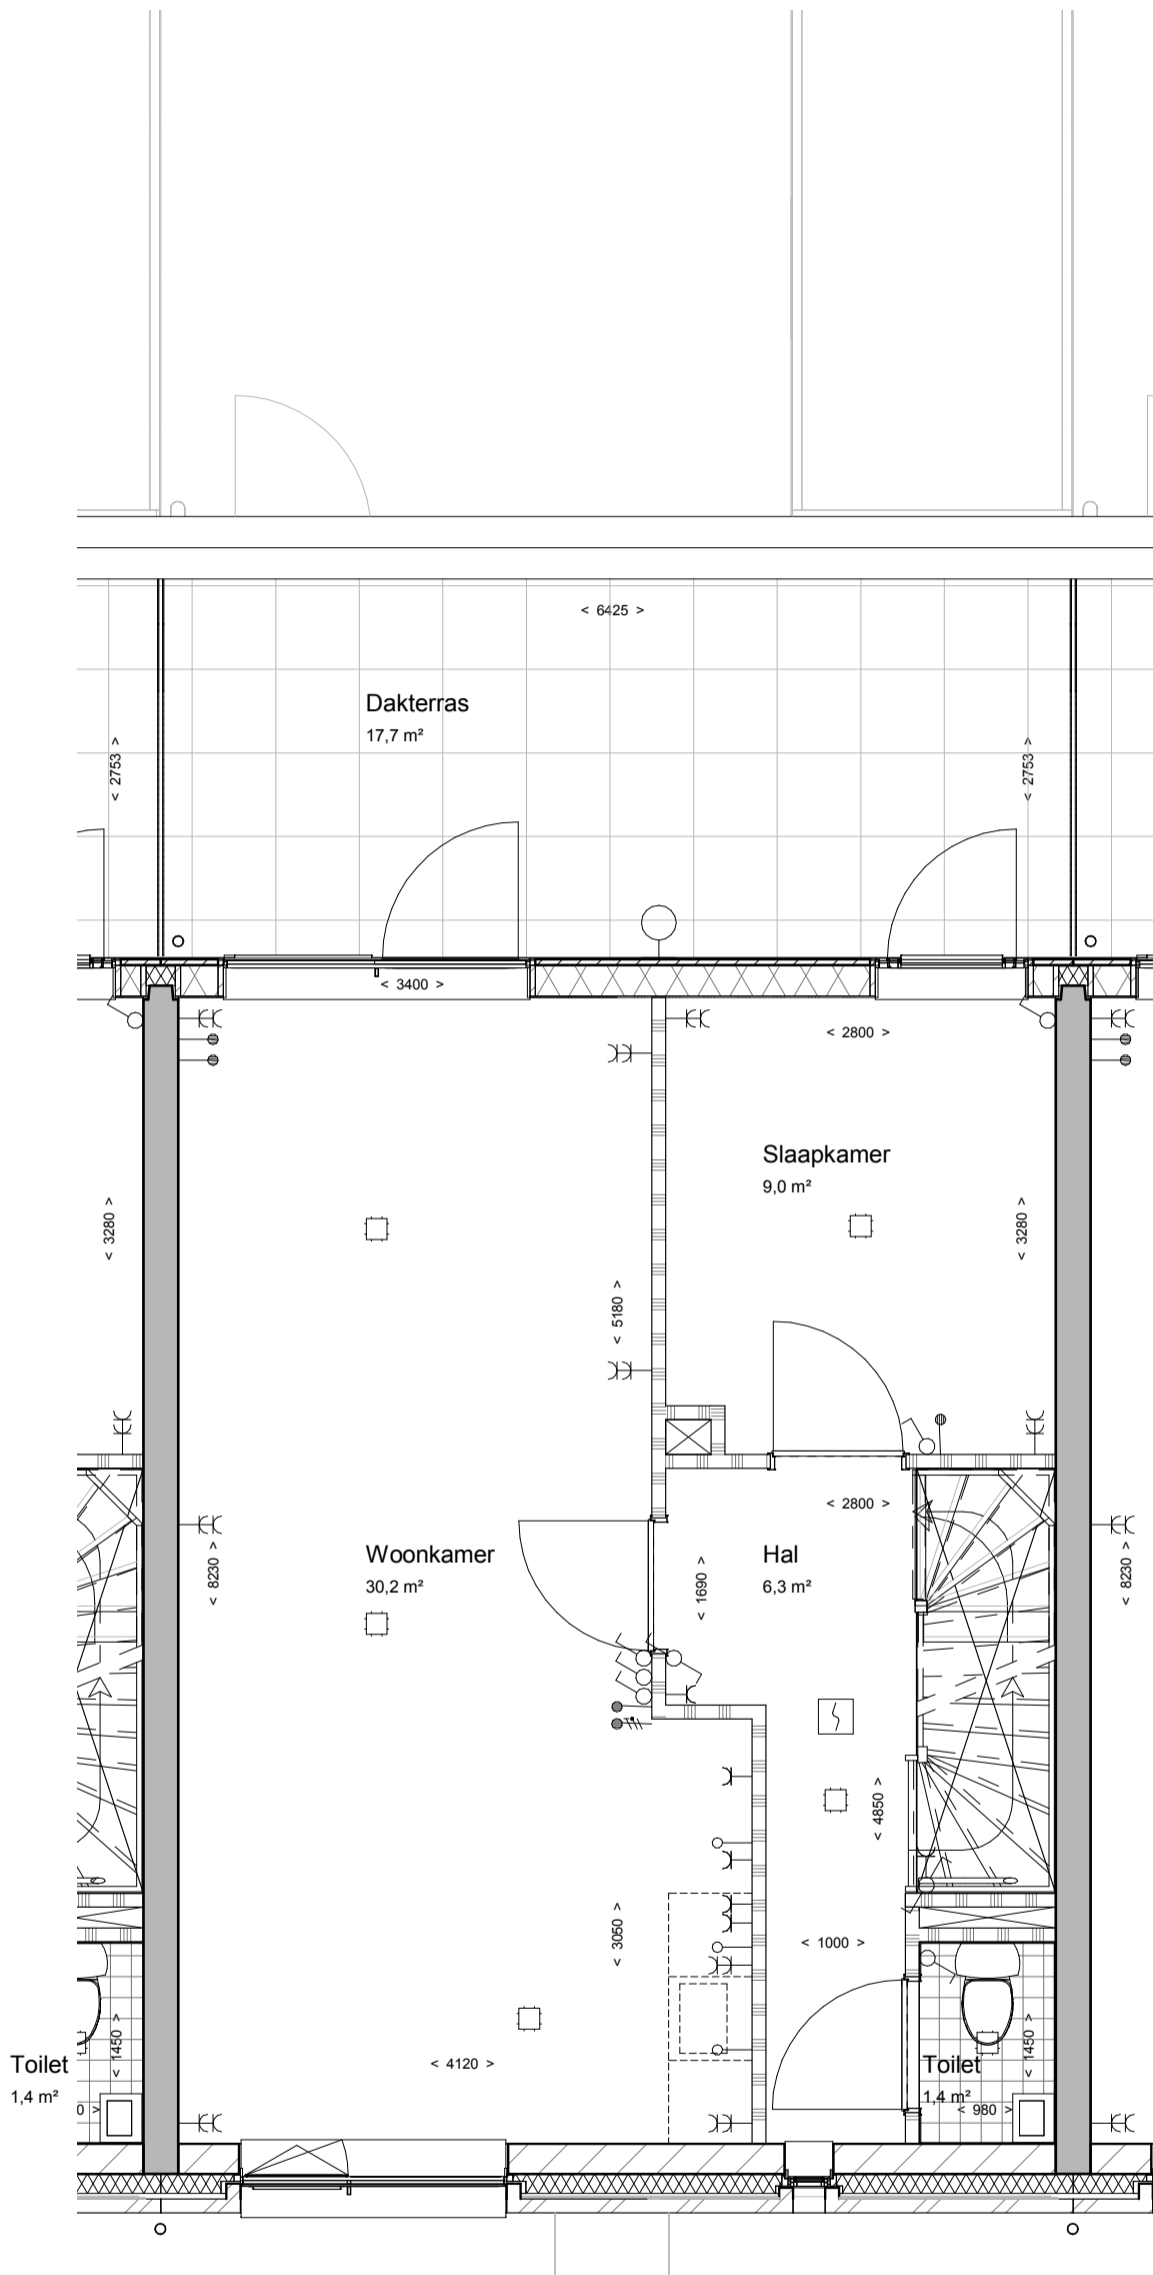 < 6425 >
Dakterras
17,7 m²
< 2753 >
< 2753 >
< 3400 >
< 2800 >
Slaapkamer
9,0 m²
< 3280 >
< 3280 >
< 5180 >
< 2800 >
Woonkamer
30,2 m²
Hal
6,3 m²
< 8230 >
< 1690 >
< 8230 >
< 4850 >
< 3050 >
< 1000 >
< 4120 >
Toilet
1,4 m²
< 1450 >
0 >
Toilet
1,4 m²
< 1450 >
< 980 >